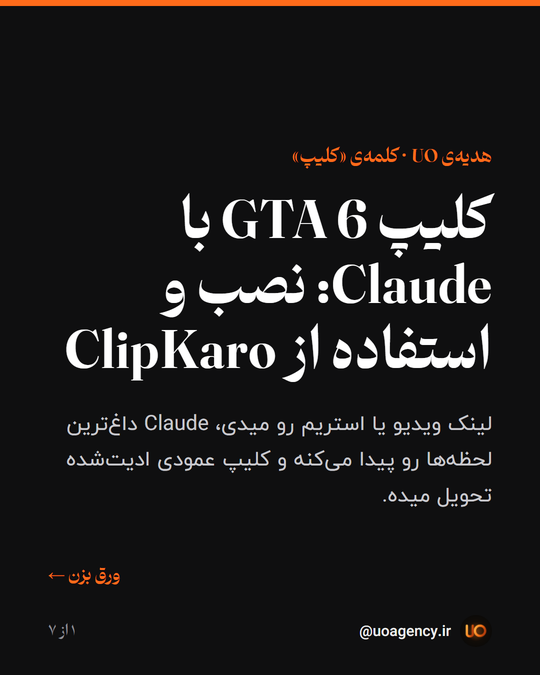 هدیه‌ی UO · کلمه‌ی «کلیپ»
کلیپ GTA 6 با
Claude: نصب و
استفاده از ClipKaro
لینک ویدیو یا استریم رو میدی، Claude داغ‌ترین
لحظه‌ها رو پیدا می‌کنه و کلیپ عمودی ادیت‌شده
تحویل میده.
ورق بزن ←
@uoagency.ir UO
۱ از ۷